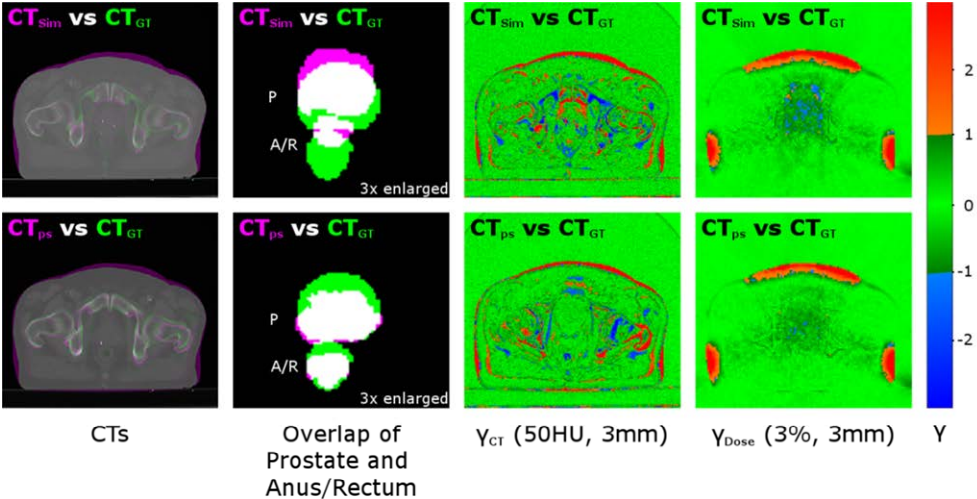 CTSim vs CTGT
CTSim vs CTGT
P
A/R
3x enlarged
CTSim vs CTGT
CTSim vs CTGT
CTps vs CTGT
CTps vs CTGT
P
A/R
3x enlarged
CTps vs CTGT
CTps vs CTGT
2
1
0
-1
-2
γ
CTs
Overlap of
Prostate and
Anus/Rectum
γCT (50HU, 3mm)
γDose (3%, 3mm)
γ